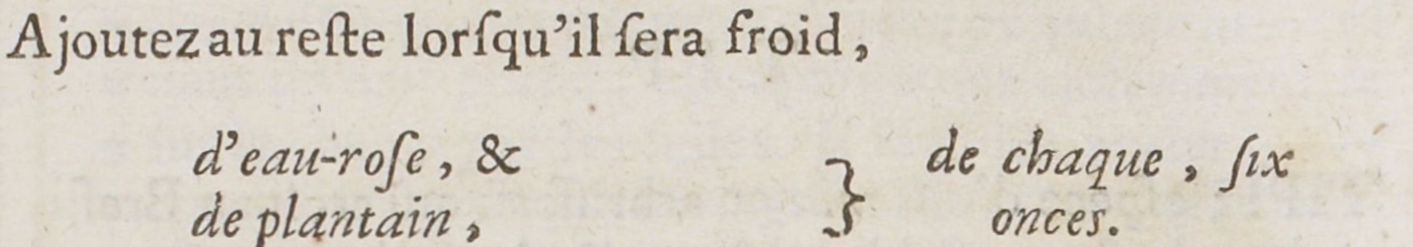 Ajoutez au reſte lorſqu'il ſera froid,
d'eau-roſe, & } de chaque, ſix
de plantain, onces.